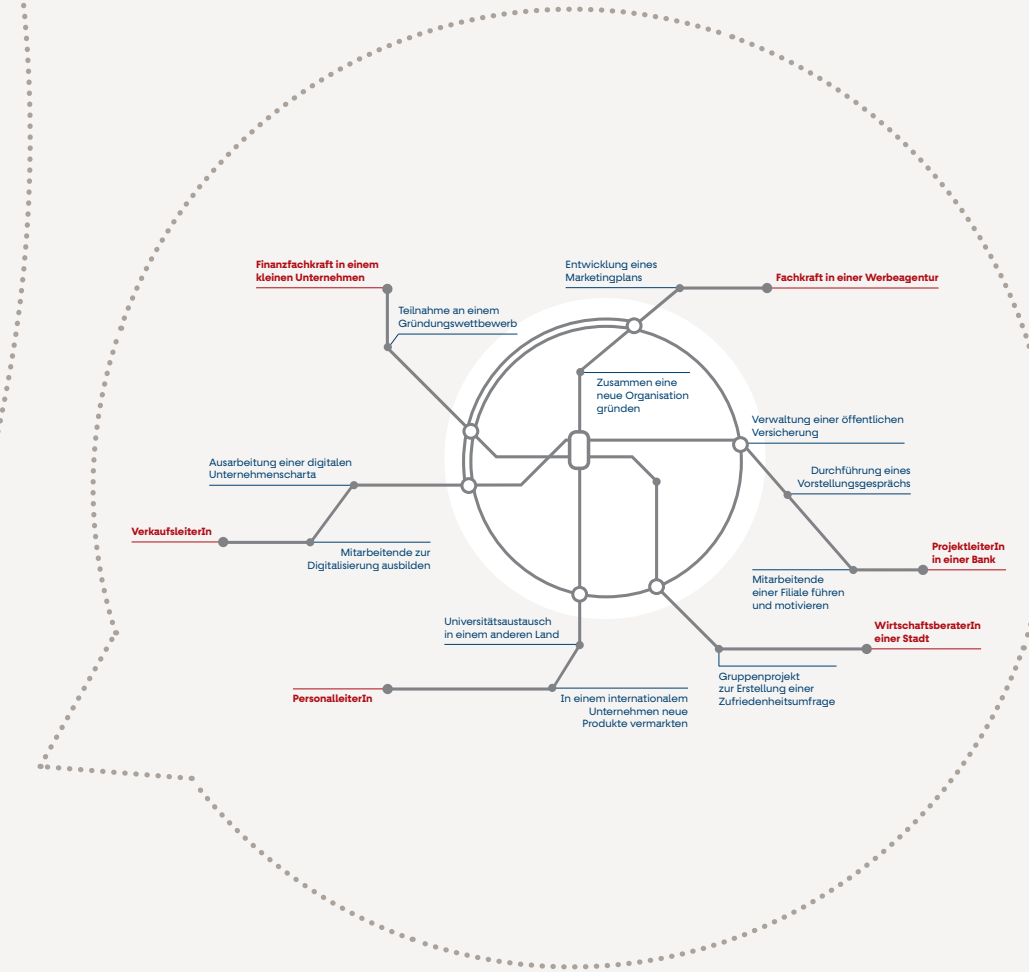 Finanzfachkraft in einem
kleinen Unternehmen
Entwicklung eines
Marketingplans
Fachkraft in einer Werbeagentur
Teilnahme an einem
Gründungswettbewerb
Zusammen eine
neue Organisation
gründen
Verwaltung einer öffentlichen
Versicherung
Ausarbeitung einer digitalen
Unternehmenscharta
Durchführung eines
Vorstellungsgesprächs
VerkaufsleiterIn
Mitarbeitende zur
Digitalisierung ausbilden
ProjektleiterIn
in einer Bank
Mitarbeitende
einer Filiale führen
und motivieren
Universitätsaustausch
in einem anderen Land
WirtschaftsberaterIn
einer Stadt
Gruppenprojekt
zur Erstellung einer
Zufriedenheitsumfrage
PersonalleiterIn
In einem internationalem
Unternehmen neue
Produkte vermarkten